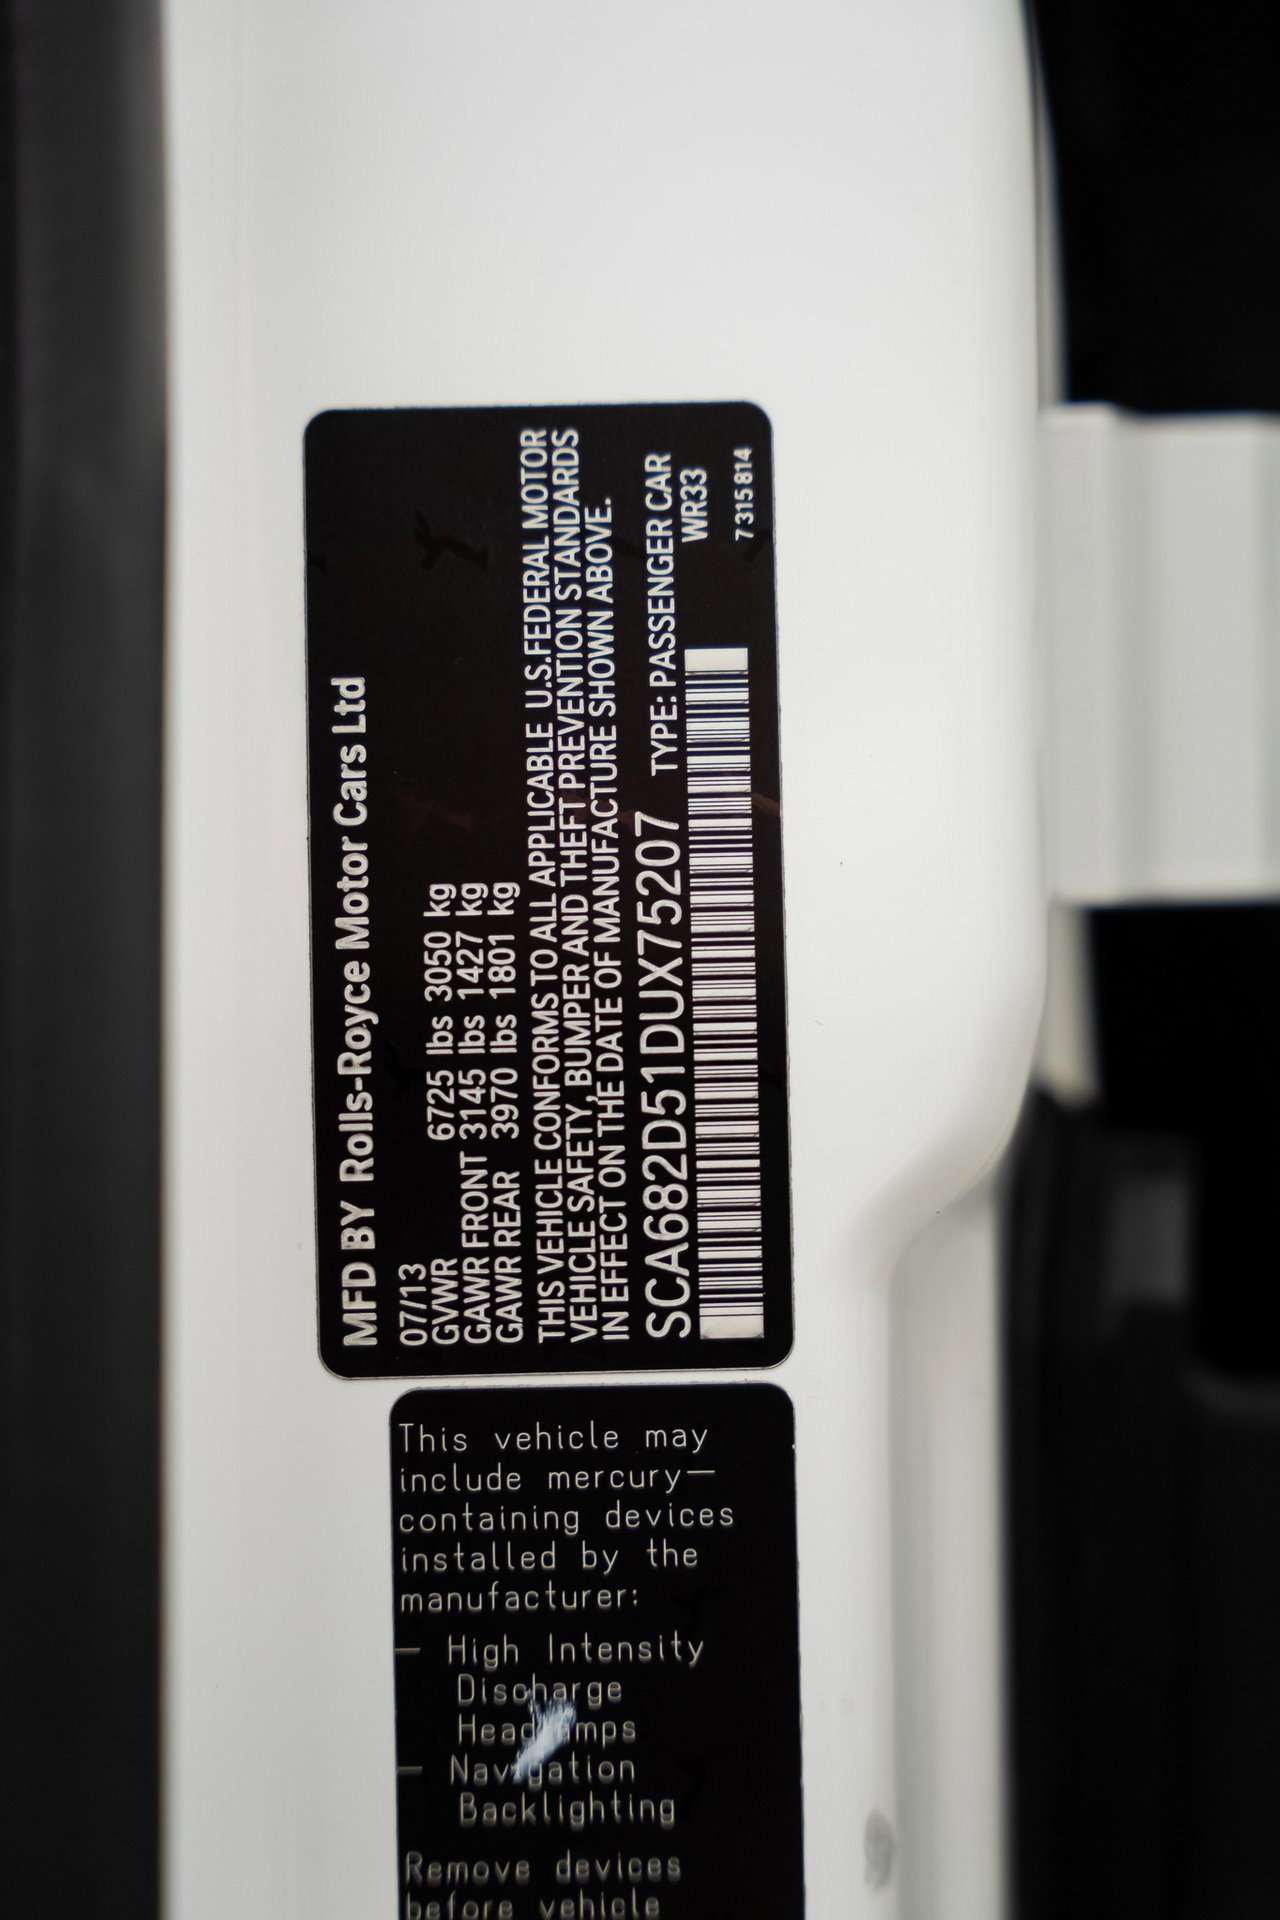 MFD BY Rolls-Royce Motor Cars Ltd
07/13
GVWR 6725 lbs 3050 kg
GAWR FRONT 3145 lbs 1427 kg
GAWR REAR 3970 lbs 1801 kg
THIS VEHICLE CONFORMS TO ALL APPLICABLE U.S.FEDERAL MOTOR
VEHICLE SAFETY, BUMPER AND THEFT PREVENTION STANDARDS
IN EFFECT ON THE DATE OF MANUFACTURE SHOWN ABOVE.
SCA682D51DUX75207 TYPE: PASSENGER CAR
WR33
7315814
This vehicle may
include mercury—
containing devices
installed by the
manufacturer:
— High Intensity
Discharge
Headlamps
— Navigation
Backlighting
Remove devices
before vehicle